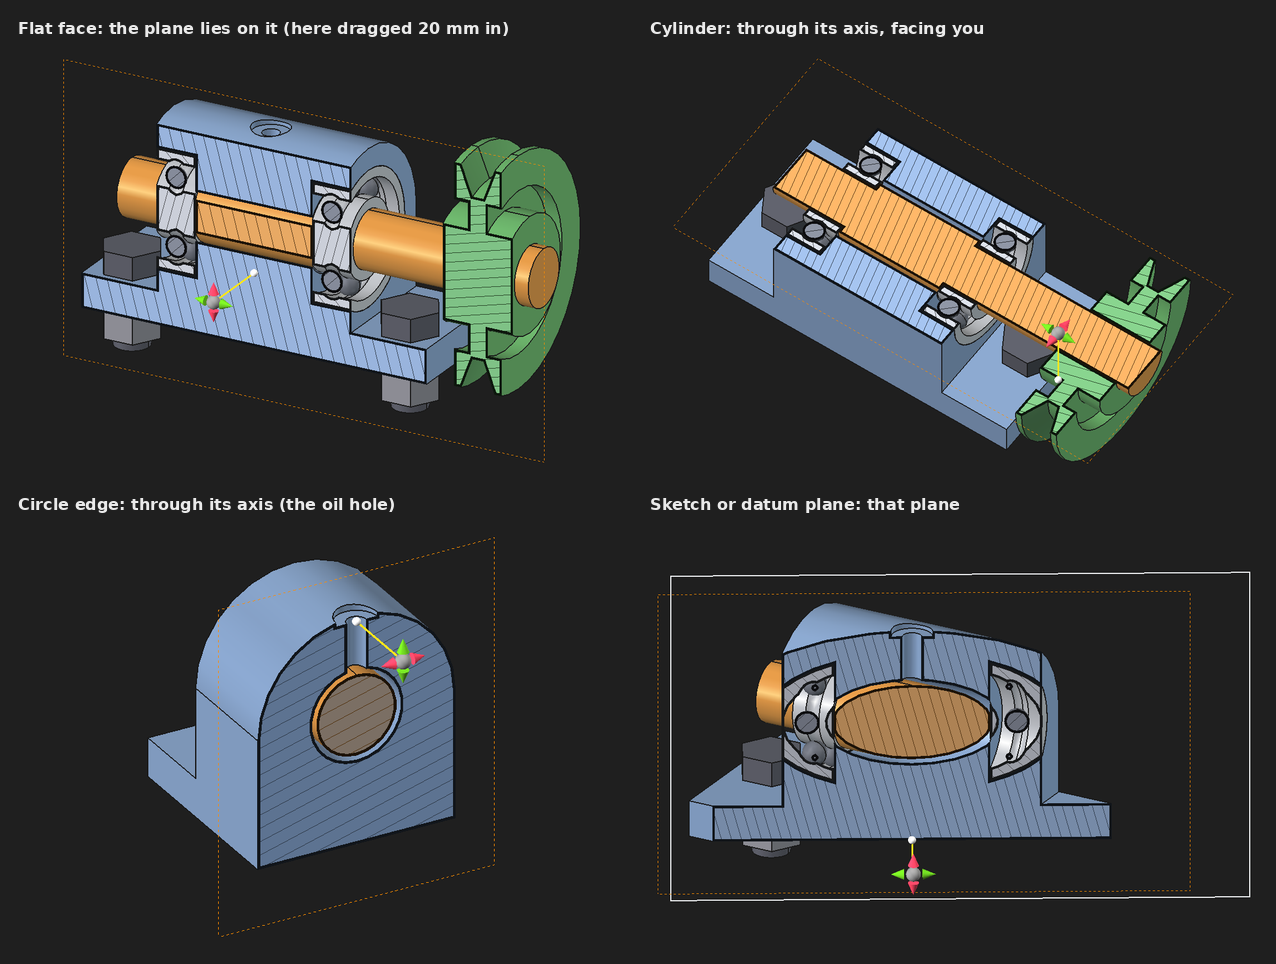 Flat face: the plane lies on it (here dragged 20 mm in)
Cylinder: through its axis, facing you
Circle edge: through its axis (the oil hole)
Sketch or datum plane: that plane